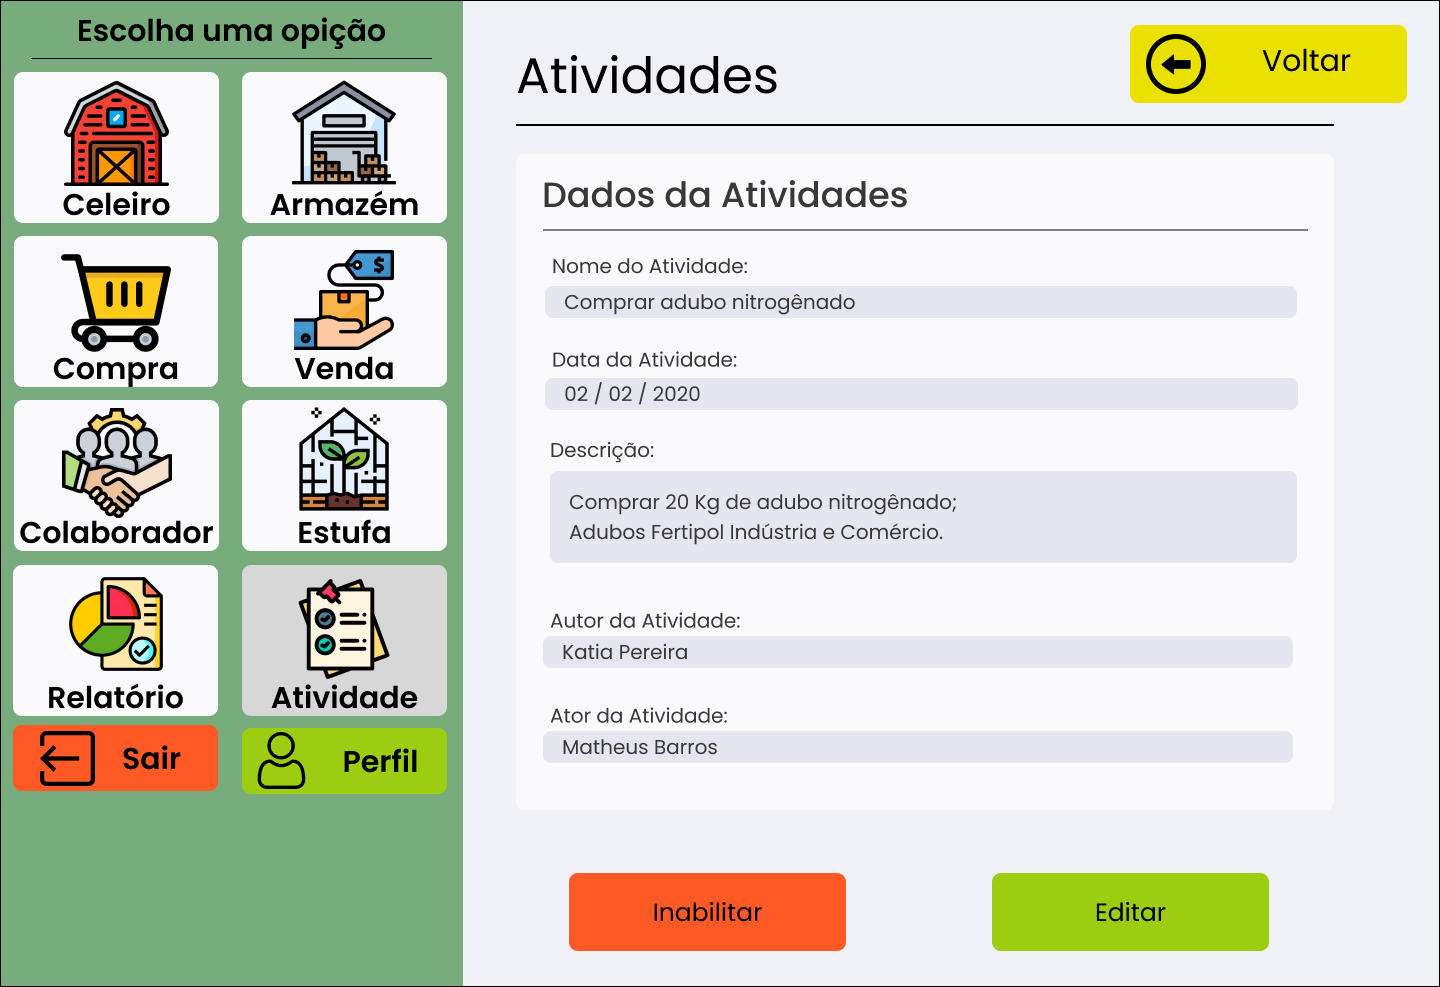 Escolha uma opição
Celeiro
Armazém
Compra
Venda
Colaborador
Estufa
Relatório
Atividade
Sair
Perfil
Atividades
Voltar
Dados da Atividades
Nome do Atividade:
Comprar adubo nitrogênado
Data da Atividade:
02 / 02 / 2020
Descrição:
Comprar 20 Kg de adubo nitrogênado;
Adubos Fertipol Indústria e Comércio.
Autor da Atividade:
Katia Pereira
Ator da Atividade:
Matheus Barros
Inabilitar
Editar